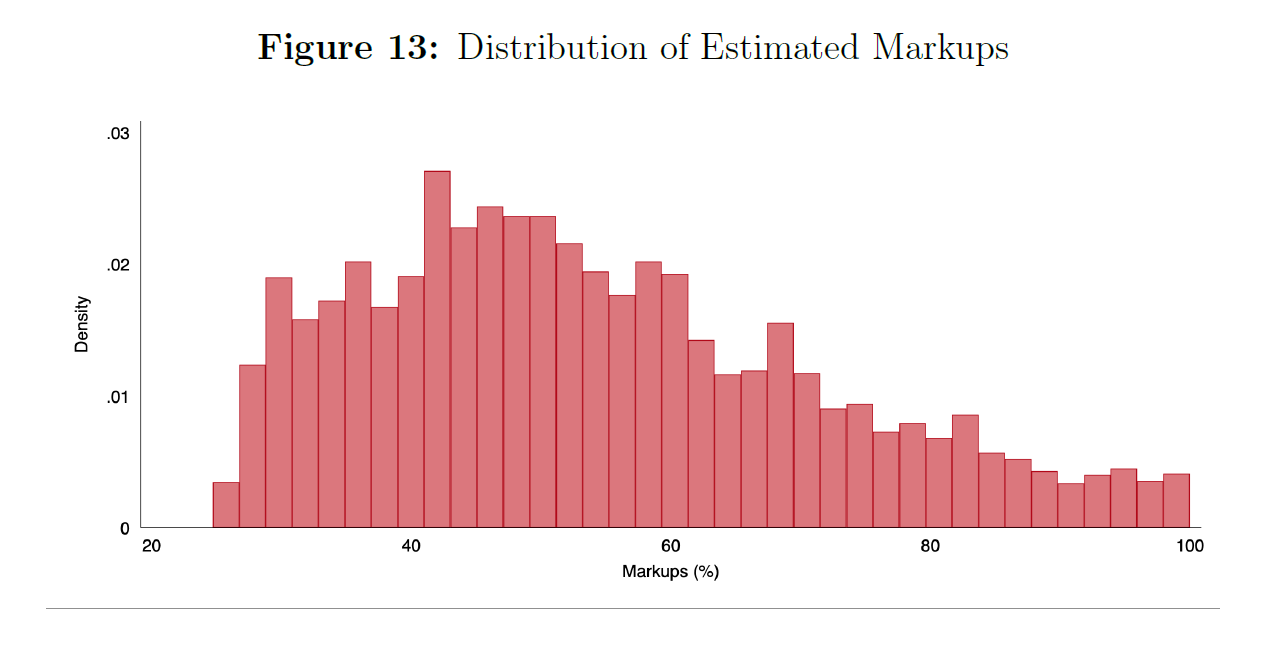 Figure 13: Distribution of Estimated Markups
.03
.02
.01
0
Density
20 40 60 80 100
Markups (%)